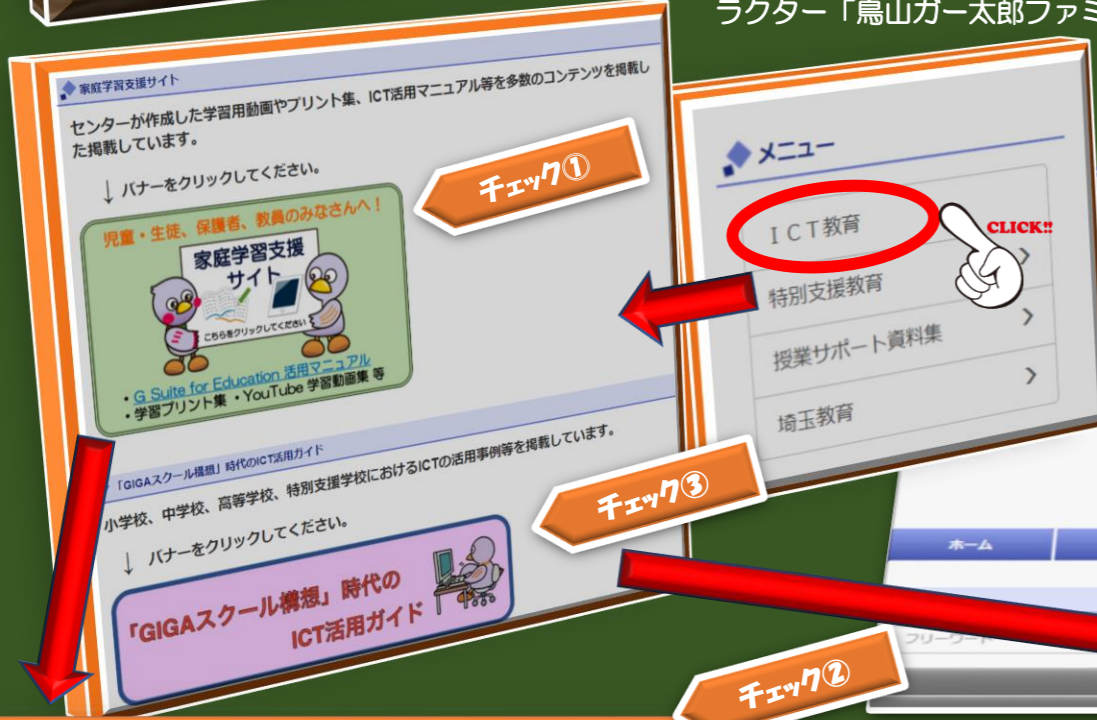 ラクター「鳥山ガー太郎ファミ
家庭学習支援サイト
センターが作成した学習用動画やプリント集、ICT活用マニュアル等を多数のコンテンツを掲載し
た掲載しています。
↓ バナーをクリックしてください。
チェック①
児童・生徒、保護者、教員のみなさんへ！
家庭学習支援
サイト
こちらをクリックしてください
・G Suite for Education 活用マニュアル
・学習プリント集 ・YouTube 学習動画集 等
「GIGAスクール構想」時代のICT活用ガイド
小学校、中学校、高等学校、特別支援学校におけるICTの活用事例等を掲載しています。
↓ バナーをクリックしてください。
チェック③
「GIGAスクール構想」時代の
ICT活用ガイド
メニュー
ＩＣＴ教育
CLICK!!
特別支援教育
授業サポート資料集
埼玉教育
ホーム
フリーワード
チェック②